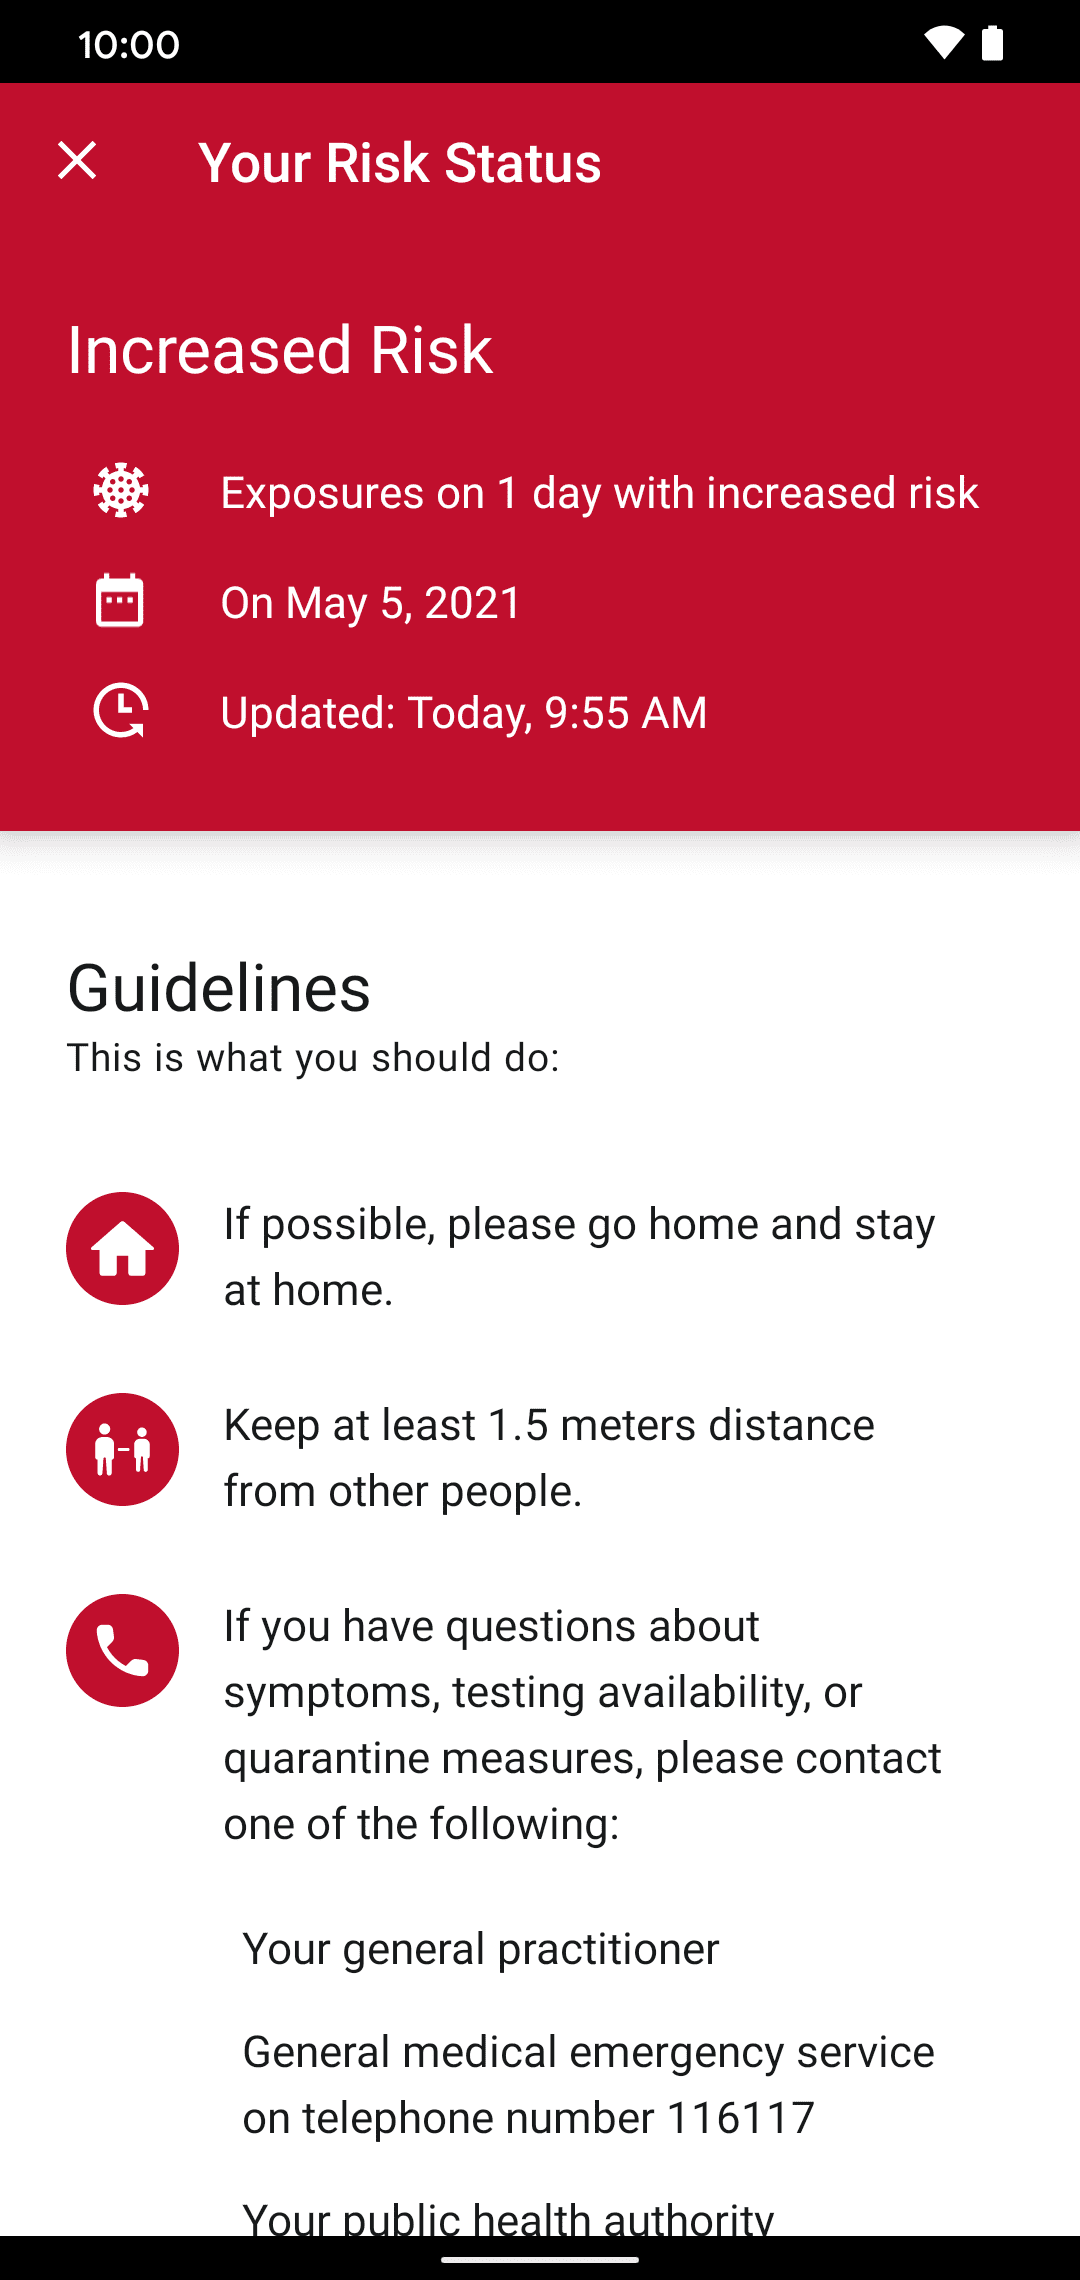 10:00
Your Risk Status
Increased Risk
Exposures on 1 day with increased risk
On May 5, 2021
Updated: Today, 9:55 AM
Guidelines
This is what you should do:
If possible, please go home and stay
at home.
Keep at least 1.5 meters distance
from other people.
If you have questions about
symptoms, testing availability, or
quarantine measures, please contact
one of the following:
Your general practitioner
General medical emergency service
on telephone number 116117
Your public health authority